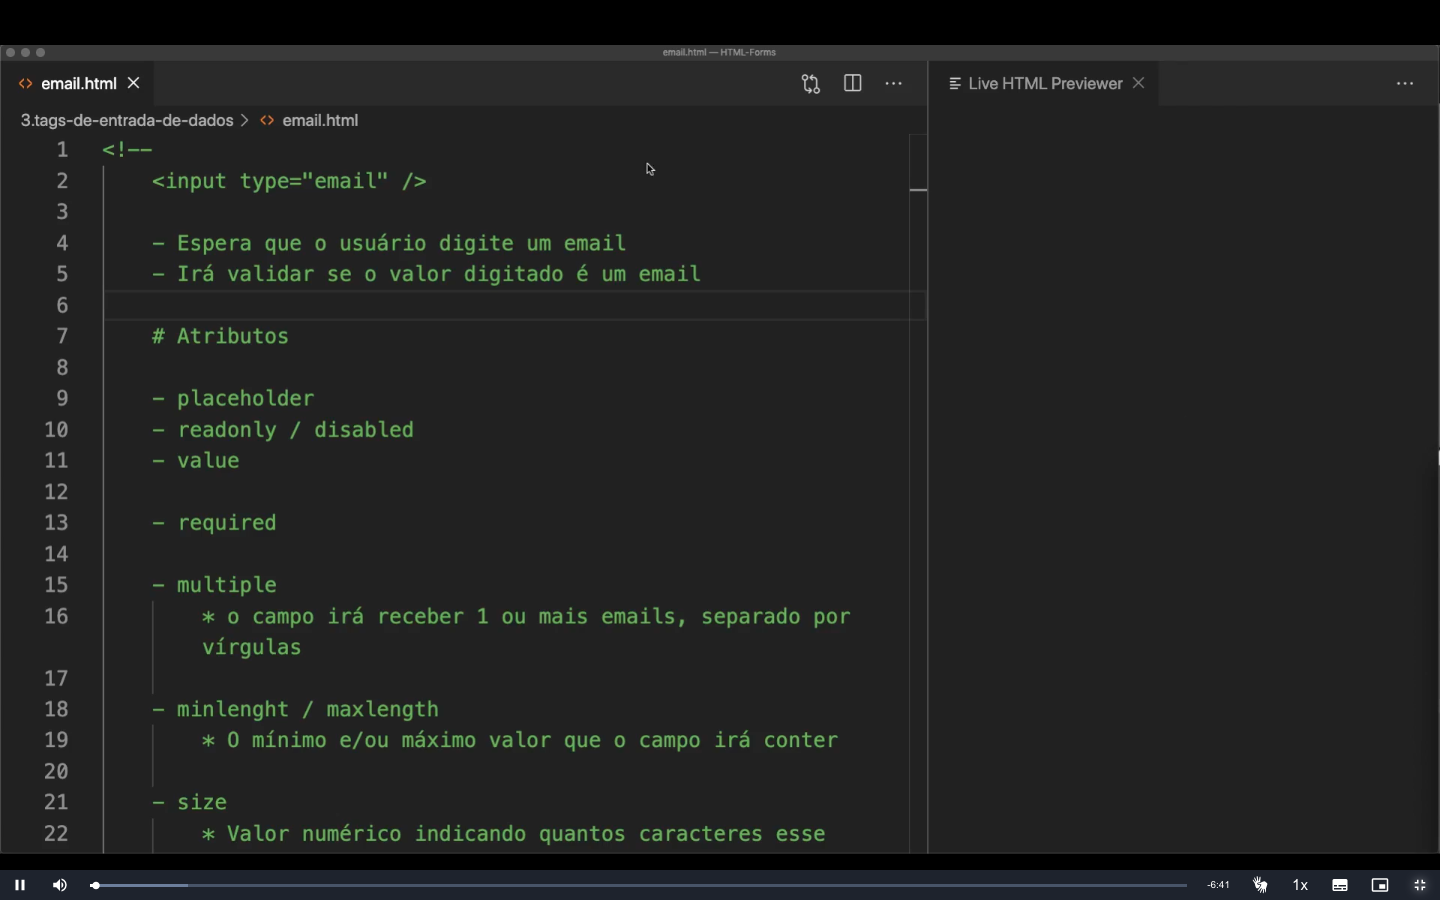 email.html — HTML-Forms
<> email.html
Live HTML Previewer
3.tags-de-entrada-de-dados > <> email.html
1 <!--
2 <input type="email" />
3
4 - Espera que o usuário digite um email
5 - Irá validar se o valor digitado é um email
6
7 # Atributos
8
9 - placeholder
10 - readonly / disabled
11 - value
12
13 - required
14
15 - multiple
16 * o campo irá receber 1 ou mais emails, separado por
vírgulas
17
18 - minlenght / maxlength
19 * O mínimo e/ou máximo valor que o campo irá conter
20
21 - size
22 * Valor numérico indicando quantos caracteres esse
-6:41
1x